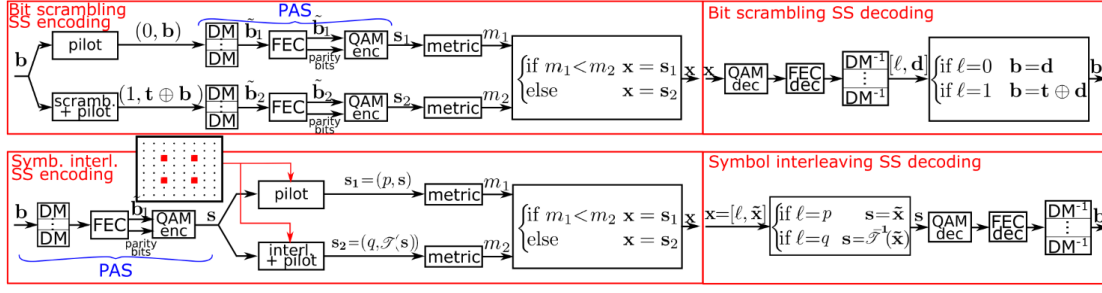 Bit scrambling
SS encoding
PAS
Bit scrambling SS decoding
b
pilot
(0, b)
DM
⋮
DM
b̃₁
FEC
b̃₁
parity
bits
QAM
enc
s₁
metric
m₁
scramb.
+ pilot
(1, t ⊕ b )
DM
⋮
DM
b̃₂
FEC
b̃₂
parity
bits
QAM
enc
s₂
metric
m₂
{if m₁<m₂ x = s₁
else x = s₂
x
x
QAM
dec
FEC
dec
DM⁻¹
⋮
DM⁻¹
[ℓ, d]
{if ℓ=0 b=d
if ℓ=1 b=t ⊕ d
b
Symb. interl.
SS encoding
Symbol interleaving SS decoding
b
DM
⋮
DM
FEC
b̃₁
parity
bits
QAM
enc
s
PAS
pilot
s₁=(p, s)
metric
m₁
interl.
+ pilot
s₂=(q,𝒯(s))
metric
m₂
{if m₁<m₂ x = s₁
else x = s₂
x
x=[ℓ,x̃]
{if ℓ=p s=x̃
if ℓ=q s=𝒯⁻¹(x̃)
s
QAM
dec
FEC
dec
DM⁻¹
⋮
DM⁻¹
b